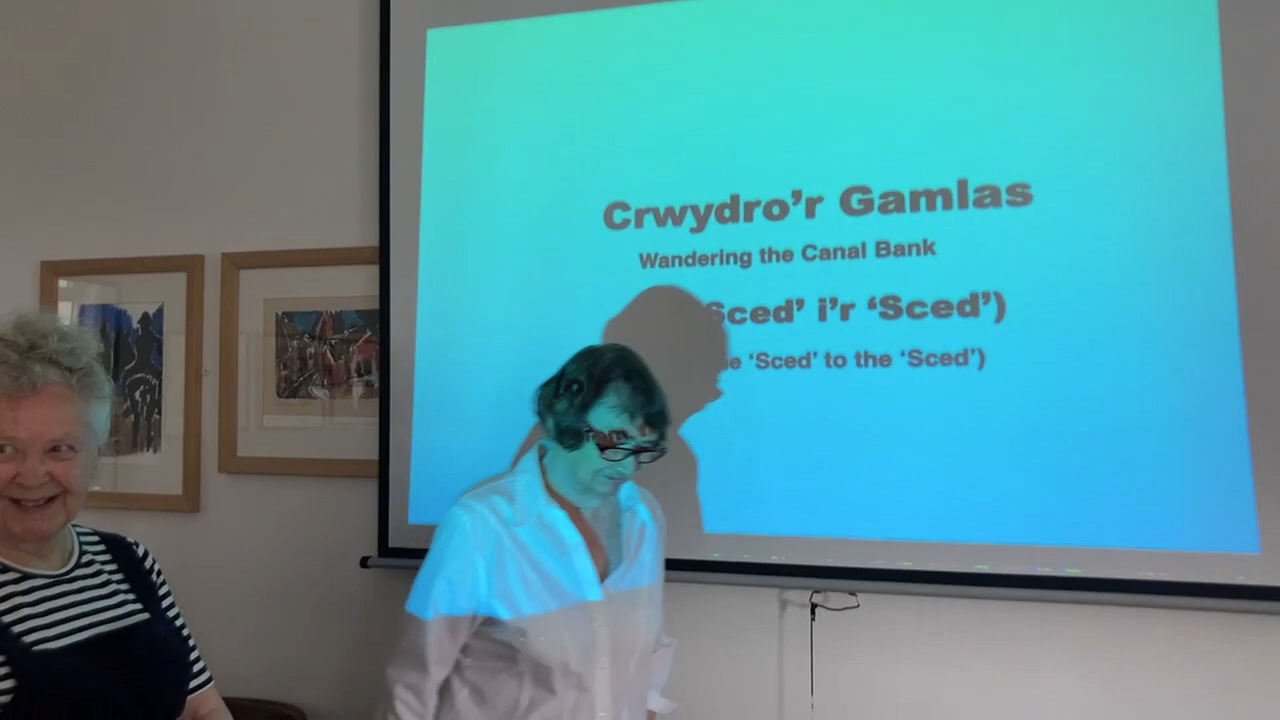 Crwydro’r Gamlas
Wandering the Canal Bank
Sced’ i’r ‘Sced’)
‘Sced’ to the ‘Sced’)